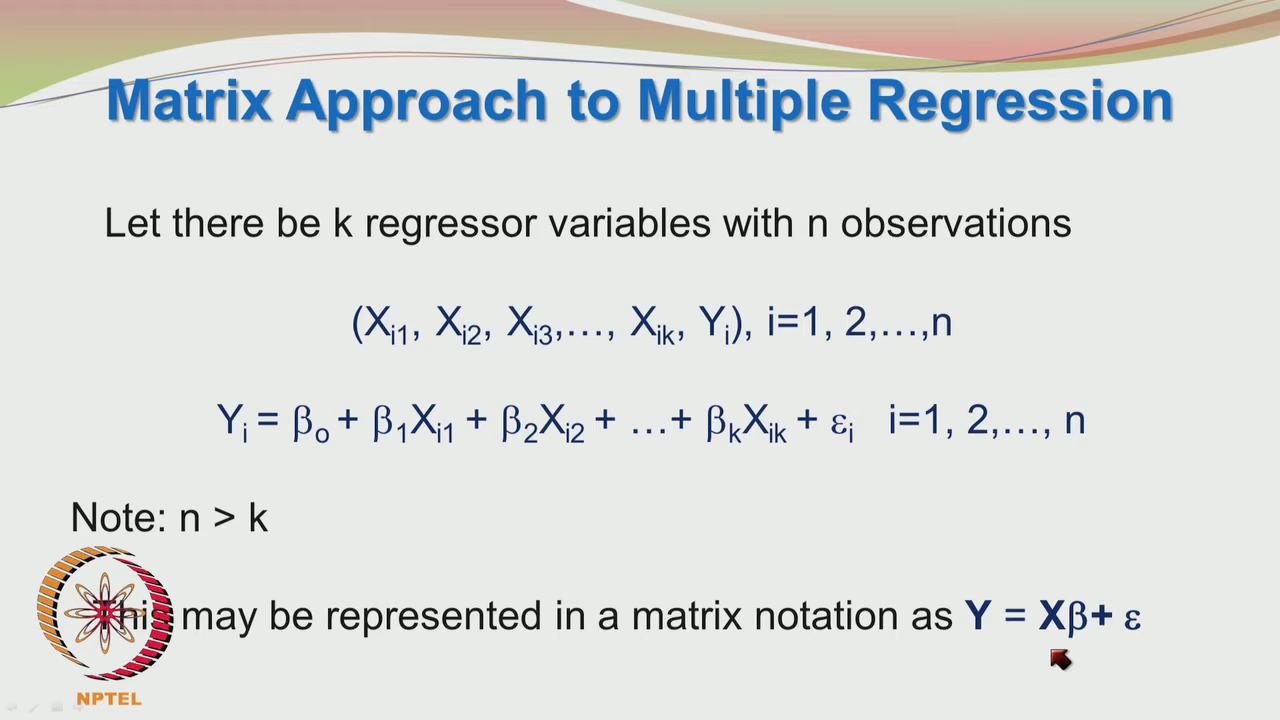 Matrix Approach to Multiple Regression
Let there be k regressor variables with n observations
(Xi1, Xi2, Xi3,…, Xik, Yi), i=1, 2,…,n
Yi = βo + β1Xi1 + β2Xi2 + …+ βkXik + εi i=1, 2,…, n
Note: n > k
This may be represented in a matrix notation as Y = Xβ+ ε
NPTEL